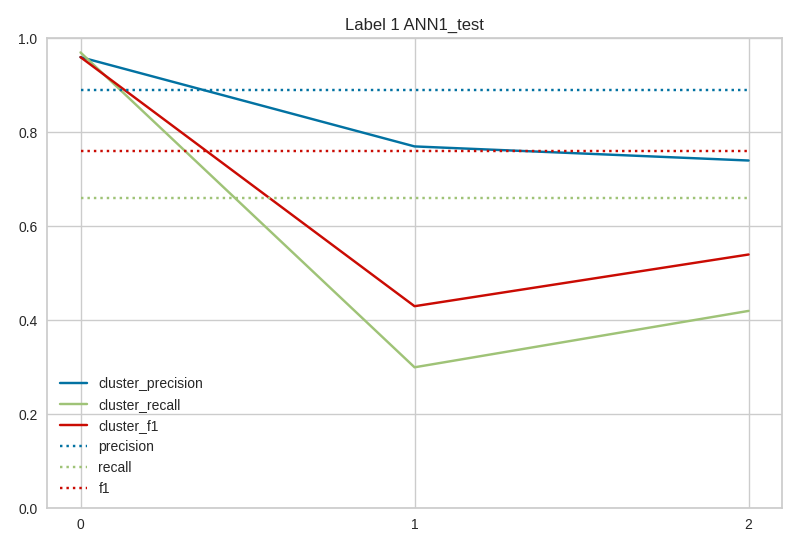 Label 1 ANN1_test
1.0
0.8
0.6
0.4
0.2
0.0
cluster_precision
cluster_recall
cluster_f1
precision
recall
f1
0
1
2